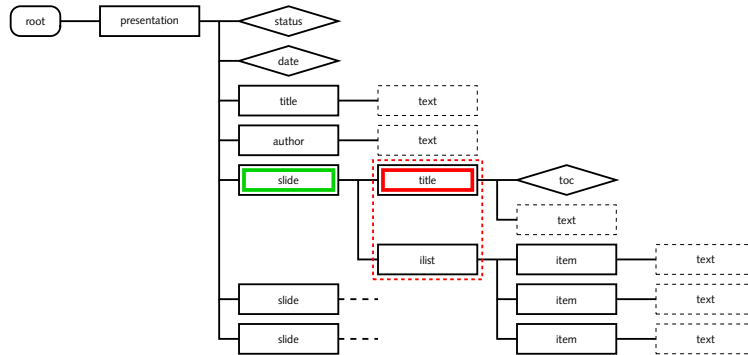 root presentation status
date
title text
author text
slide title toc
text
ilist item text
slide item text
slide item text